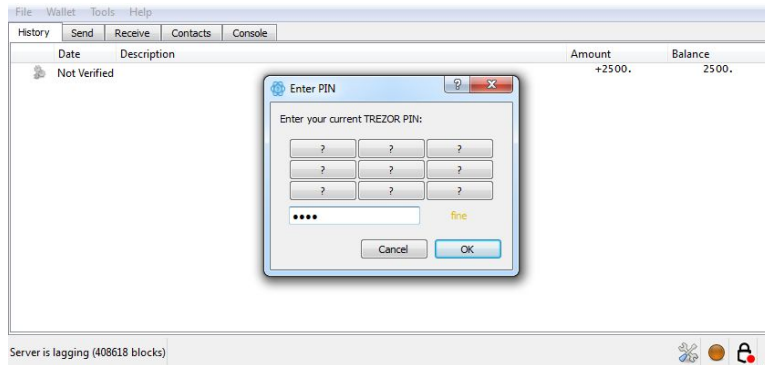 File Wallet Tools Help
History Send Receive Contacts Console
Date Description Amount Balance
Not Verified +2500. 2500.
Enter PIN ? X
Enter your current TREZOR PIN:
? ? ?
? ? ?
? ? ?
•••• fine
Cancel OK
Server is lagging (408618 blocks)